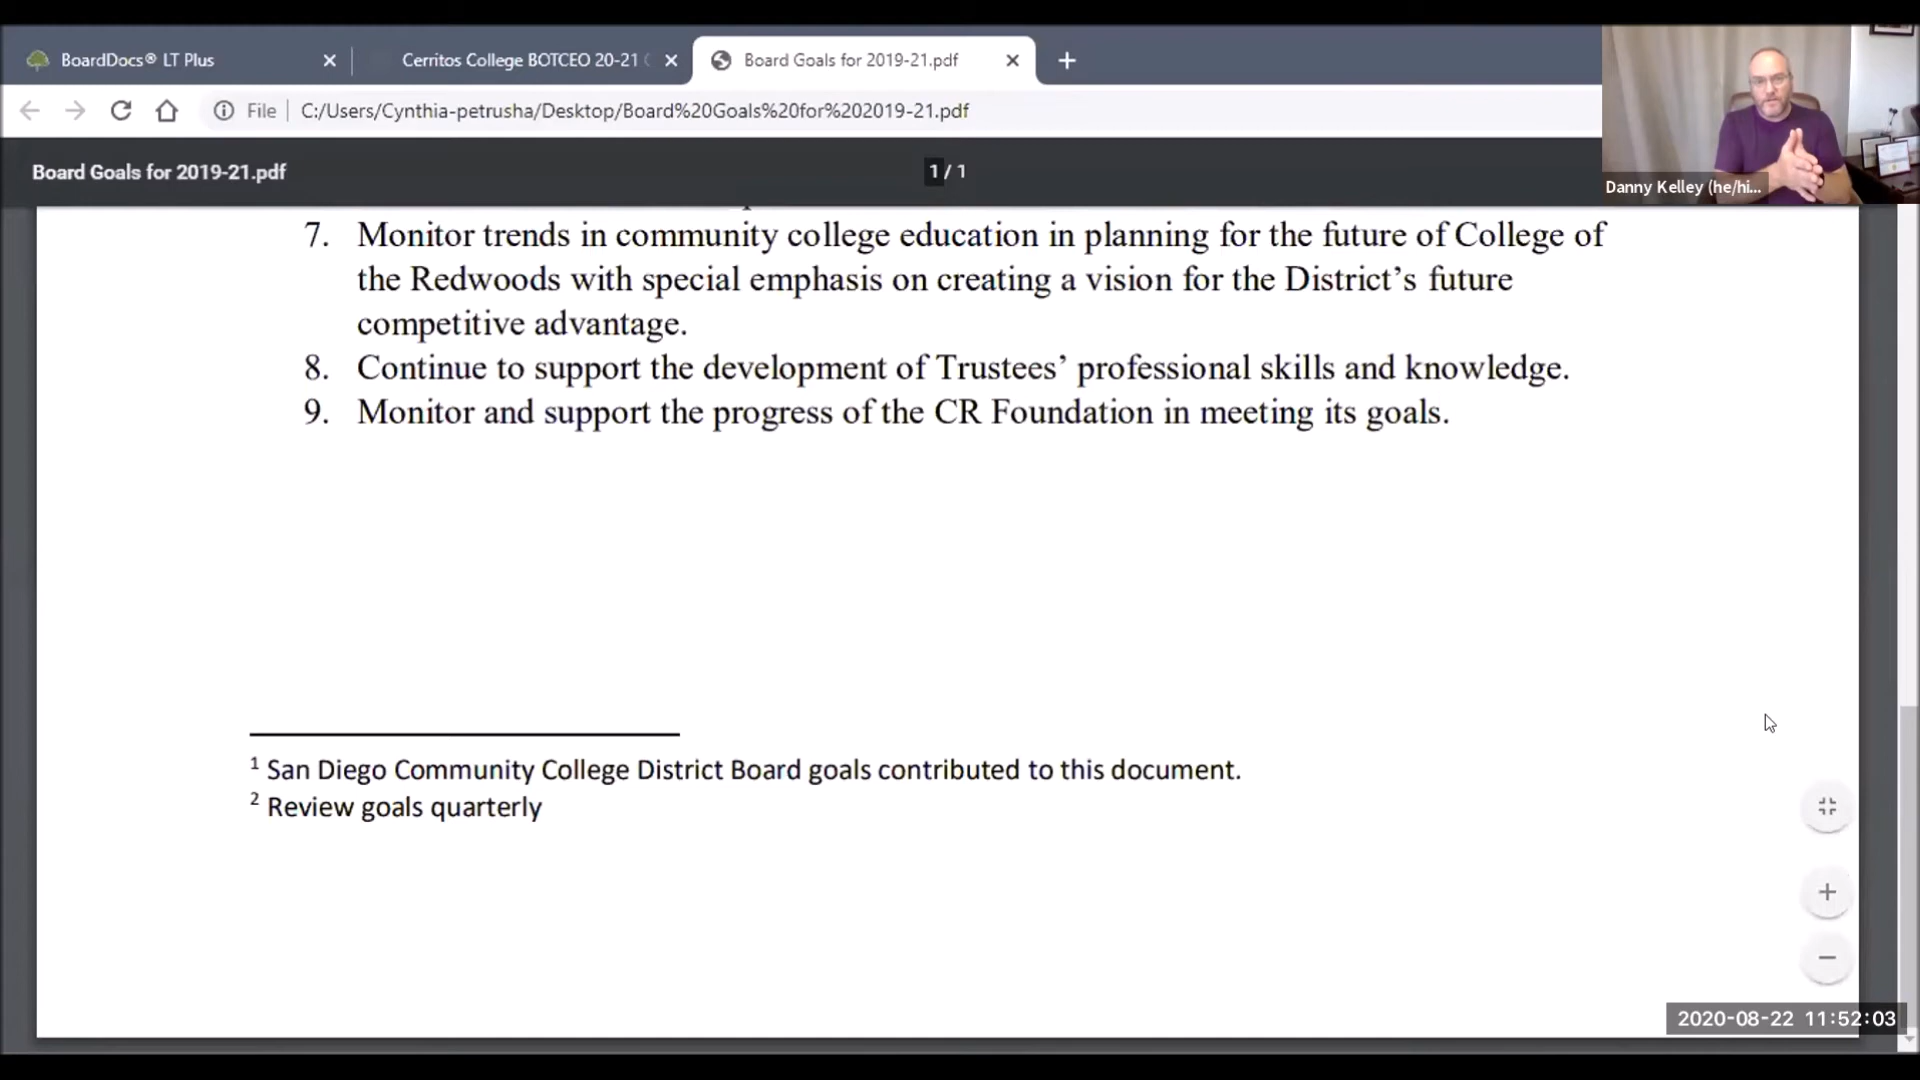 BoardDocs® LT Plus
Cerritos College BOTCEO 20-21
Board Goals for 2019-21.pdf
File
C:/Users/Cynthia-petrusha/Desktop/Board%20Goals%20for%202019-21.pdf
Board Goals for 2019-21.pdf
1 / 1
Danny Kelley (he/hi...
7. Monitor trends in community college education in planning for the future of College of
the Redwoods with special emphasis on creating a vision for the District’s future
competitive advantage.
8. Continue to support the development of Trustees’ professional skills and knowledge.
9. Monitor and support the progress of the CR Foundation in meeting its goals.
1 San Diego Community College District Board goals contributed to this document.
2 Review goals quarterly
2020-08-22 11:52:03